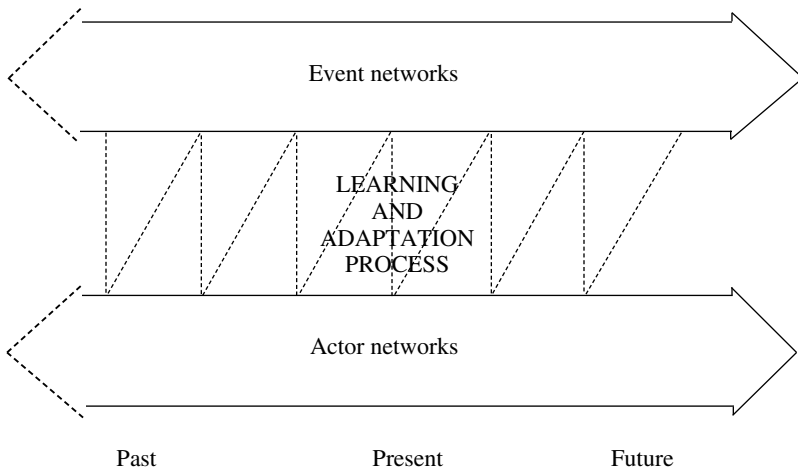 Event networks
LEARNING
AND
ADAPTATION
PROCESS
Actor networks
Past Present Future